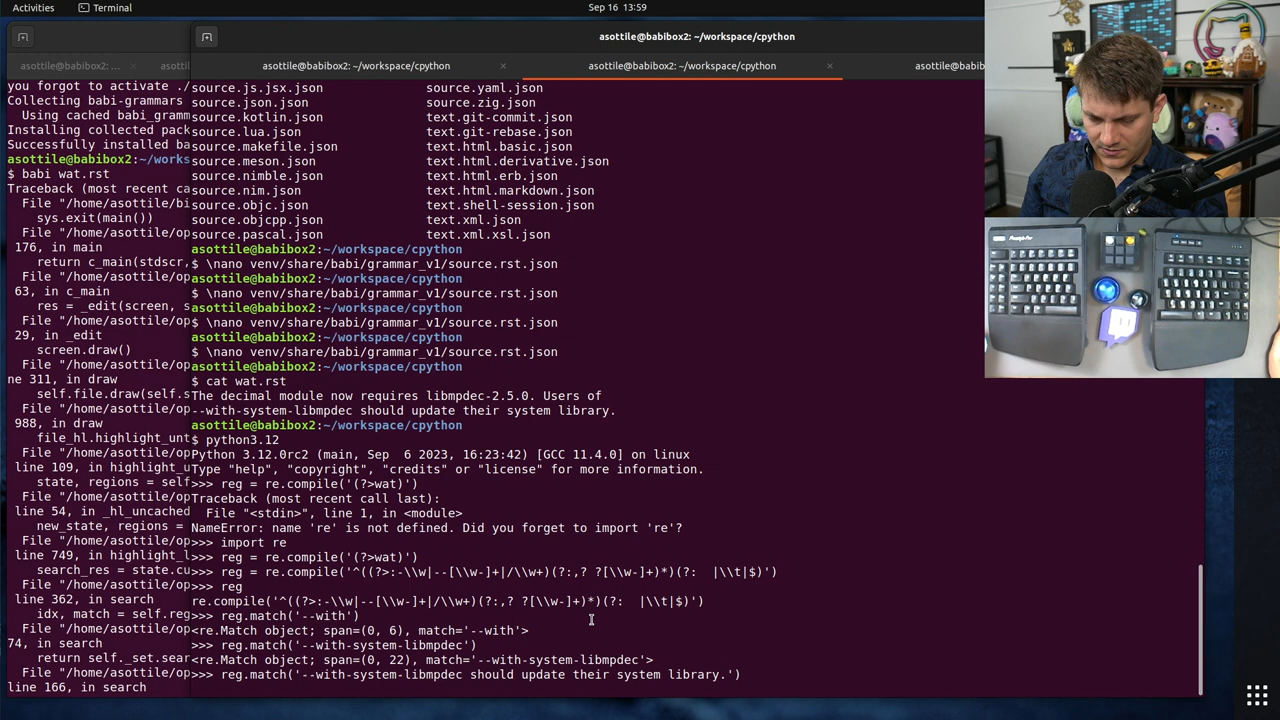 Activities
Terminal
Sep 16 13:59
asottile@babibox2: ~/workspace/cpython
asottile@babibox2: ...
asottil
asottile@babibox2: ~/workspace/cpython
×
asottile@babibox2: ~/workspace/cpython
×
asottile@babib
you forgot to activate ./
Collecting babi-grammars
Using cached babi_gramm
Installing collected pack
Successfully installed ba
asottile@babibox2:~/works
$ babi wat.rst
Traceback (most recent ca
File "/home/asottile/bi
sys.exit(main())
File "/home/asottile/op
176, in main
return c_main(stdscr,
File "/home/asottile/op
63, in c_main
res = _edit(screen, s
File "/home/asottile/op
29, in _edit
screen.draw()
File "/home/asottile/op
ne 311, in draw
self.file.draw(self.s
File "/home/asottile/op
988, in draw
file_hl.highlight_unt
File "/home/asottile/op
line 109, in highlight_u
state, regions = self
File "/home/asottile/op
line 54, in _hl_uncached
new_state, regions =
File "/home/asottile/op
line 749, in highlight_l
search_res = state.cu
File "/home/asottile/op
line 362, in search
idx, match = self.reg
File "/home/asottile/op
74, in search
return self._set.sear
File "/home/asottile/op
line 166, in search
source.js.jsx.json source.yaml.json
source.json.json source.zig.json
source.kotlin.json text.git-commit.json
source.lua.json text.git-rebase.json
source.makefile.json text.html.basic.json
source.meson.json text.html.derivative.json
source.nimble.json text.html.erb.json
source.nim.json text.html.markdown.json
source.objc.json text.shell-session.json
source.objcpp.json text.xml.json
source.pascal.json text.xml.xsl.json
asottile@babibox2:~/workspace/cpython
$ \nano venv/share/babi/grammar_v1/source.rst.json
asottile@babibox2:~/workspace/cpython
$ \nano venv/share/babi/grammar_v1/source.rst.json
asottile@babibox2:~/workspace/cpython
$ \nano venv/share/babi/grammar_v1/source.rst.json
asottile@babibox2:~/workspace/cpython
$ \nano venv/share/babi/grammar_v1/source.rst.json
asottile@babibox2:~/workspace/cpython
$ cat wat.rst
The decimal module now requires libmpdec-2.5.0. Users of
--with-system-libmpdec should update their system library.
asottile@babibox2:~/workspace/cpython
$ python3.12
Python 3.12.0rc2 (main, Sep  6 2023, 16:23:42) [GCC 11.4.0] on linux
Type "help", "copyright", "credits" or "license" for more information.
>>> reg = re.compile('(?>wat)')
Traceback (most recent call last):
File "<stdin>", line 1, in <module>
NameError: name 're' is not defined. Did you forget to import 're'?
>>> import re
>>> reg = re.compile('(?>wat)')
>>> reg = re.compile('^((?>:-\\w|--[\\w-]+|/\\w+)(?:,? ?[\\w-]+)*)(?:  |\\t|$)')
>>> reg
re.compile('^((?>:-\\w|--[\\w-]+|/\\w+)(?:,? ?[\\w-]+)*)(?:  |\\t|$)')
>>> reg.match('--with')
<re.Match object; span=(0, 6), match='--with'>
>>> reg.match('--with-system-libmpdec')
<re.Match object; span=(0, 22), match='--with-system-libmpdec'>
>>> reg.match('--with-system-libmpdec should update their system library.')